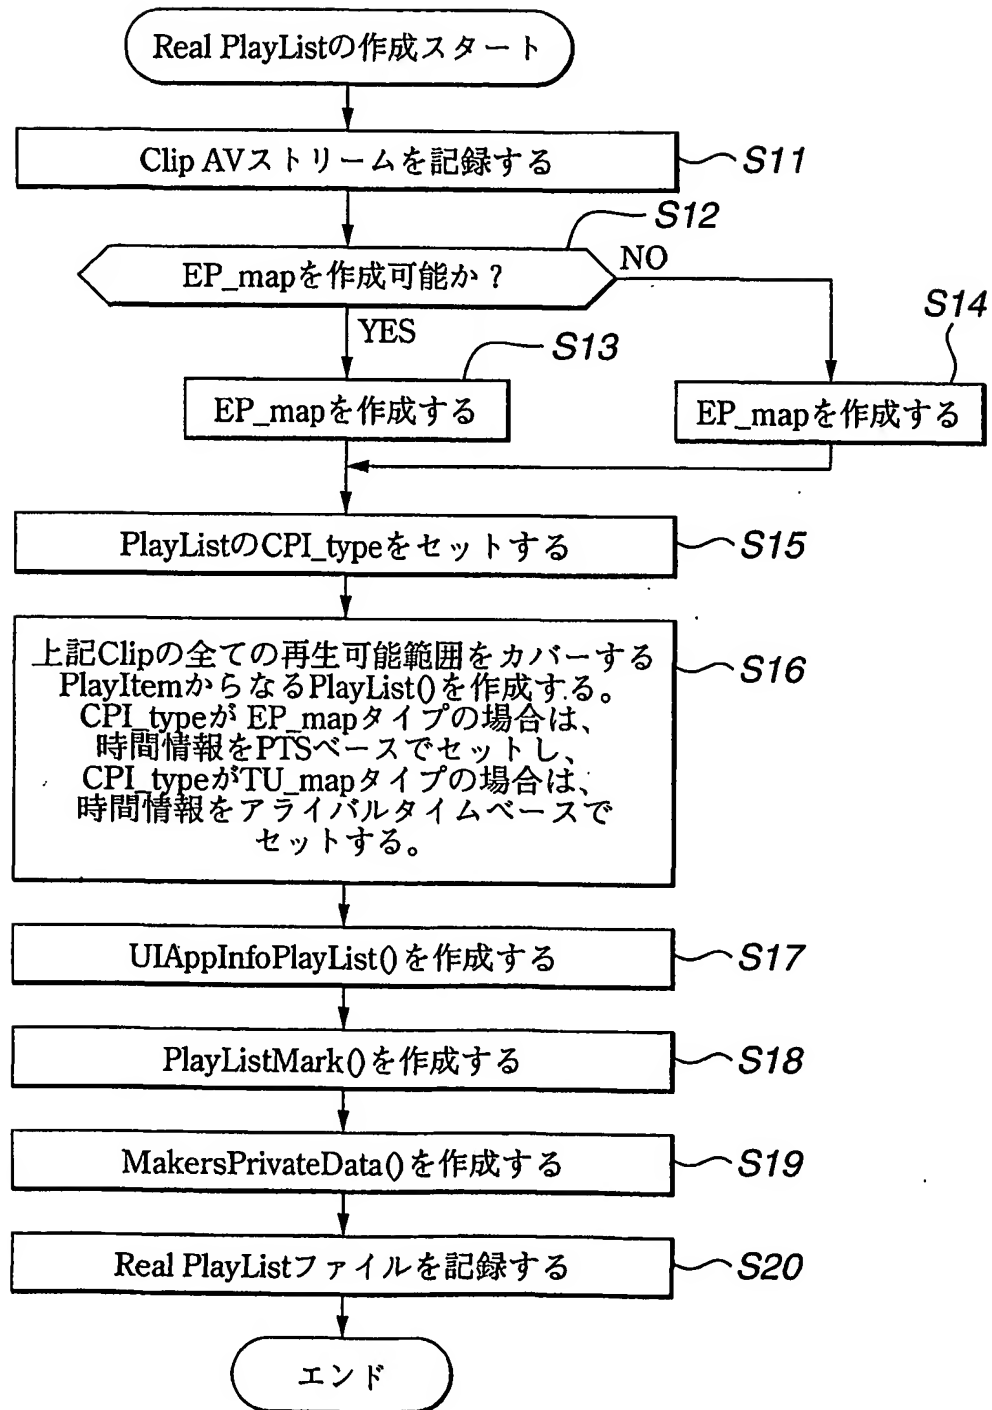 Real PlayListの作成スタート
Clip AVストリームを記録する
S11
S12
EP_mapを作成可能か？
NO
YES
S13
S14
EP_mapを作成する
EP_mapを作成する
PlayListのCPI_typeをセットする
S15
上記Clipの全ての再生可能範囲をカバーする
PlayItemからなるPlayList()を作成する。
CPI_typeが EP_mapタイプの場合は、
時間情報をPTSベースでセットし、
CPI_typeがTU_mapタイプの場合は、
時間情報をアライバルタイムベースで
セットする。
S16
UIAppInfoPlayList()を作成する
S17
PlayListMark()を作成する
S18
MakersPrivateData()を作成する
S19
Real PlayListファイルを記録する
S20
エンド